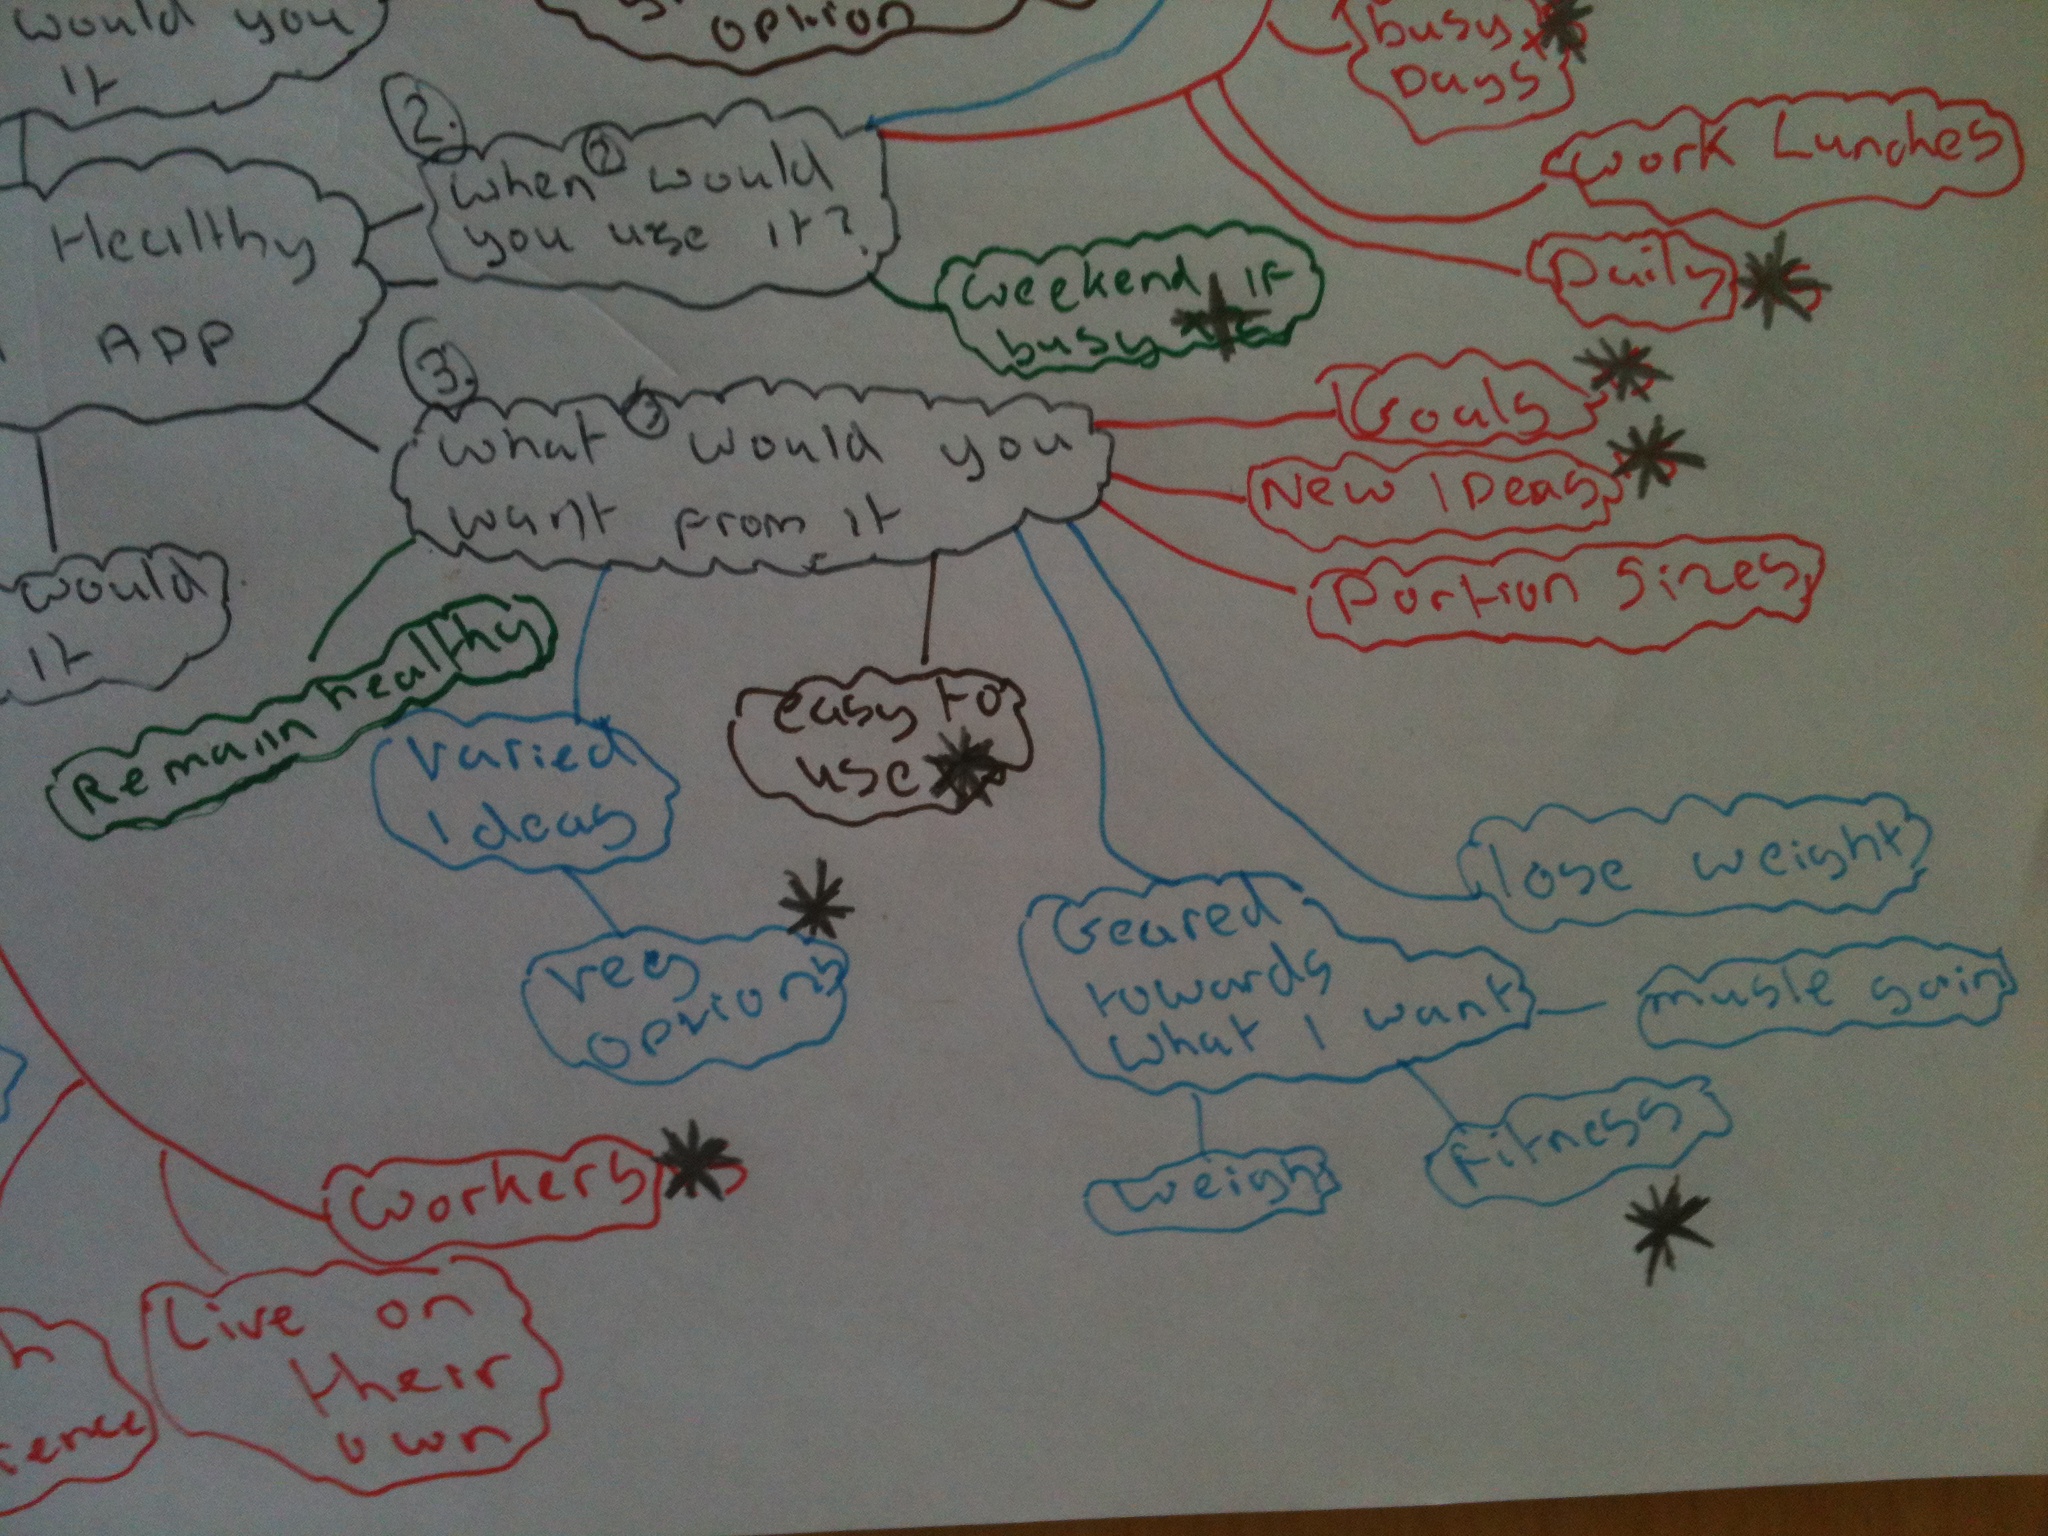 would you
it
option
busy
Days
2.
when 2 would
you use it?
work Lunches
Healthy
APP
Weekend if
busy
Daily
3.
what 3 would you
want from it
Goals
New IDeas
Portion Sizes
would
it
Remain healthy
varied
Ideas
easy to
use
veg
options
Geared
towards
what I want
lose weight
musle gain
weigh
fitness
workers
Live on
their
own